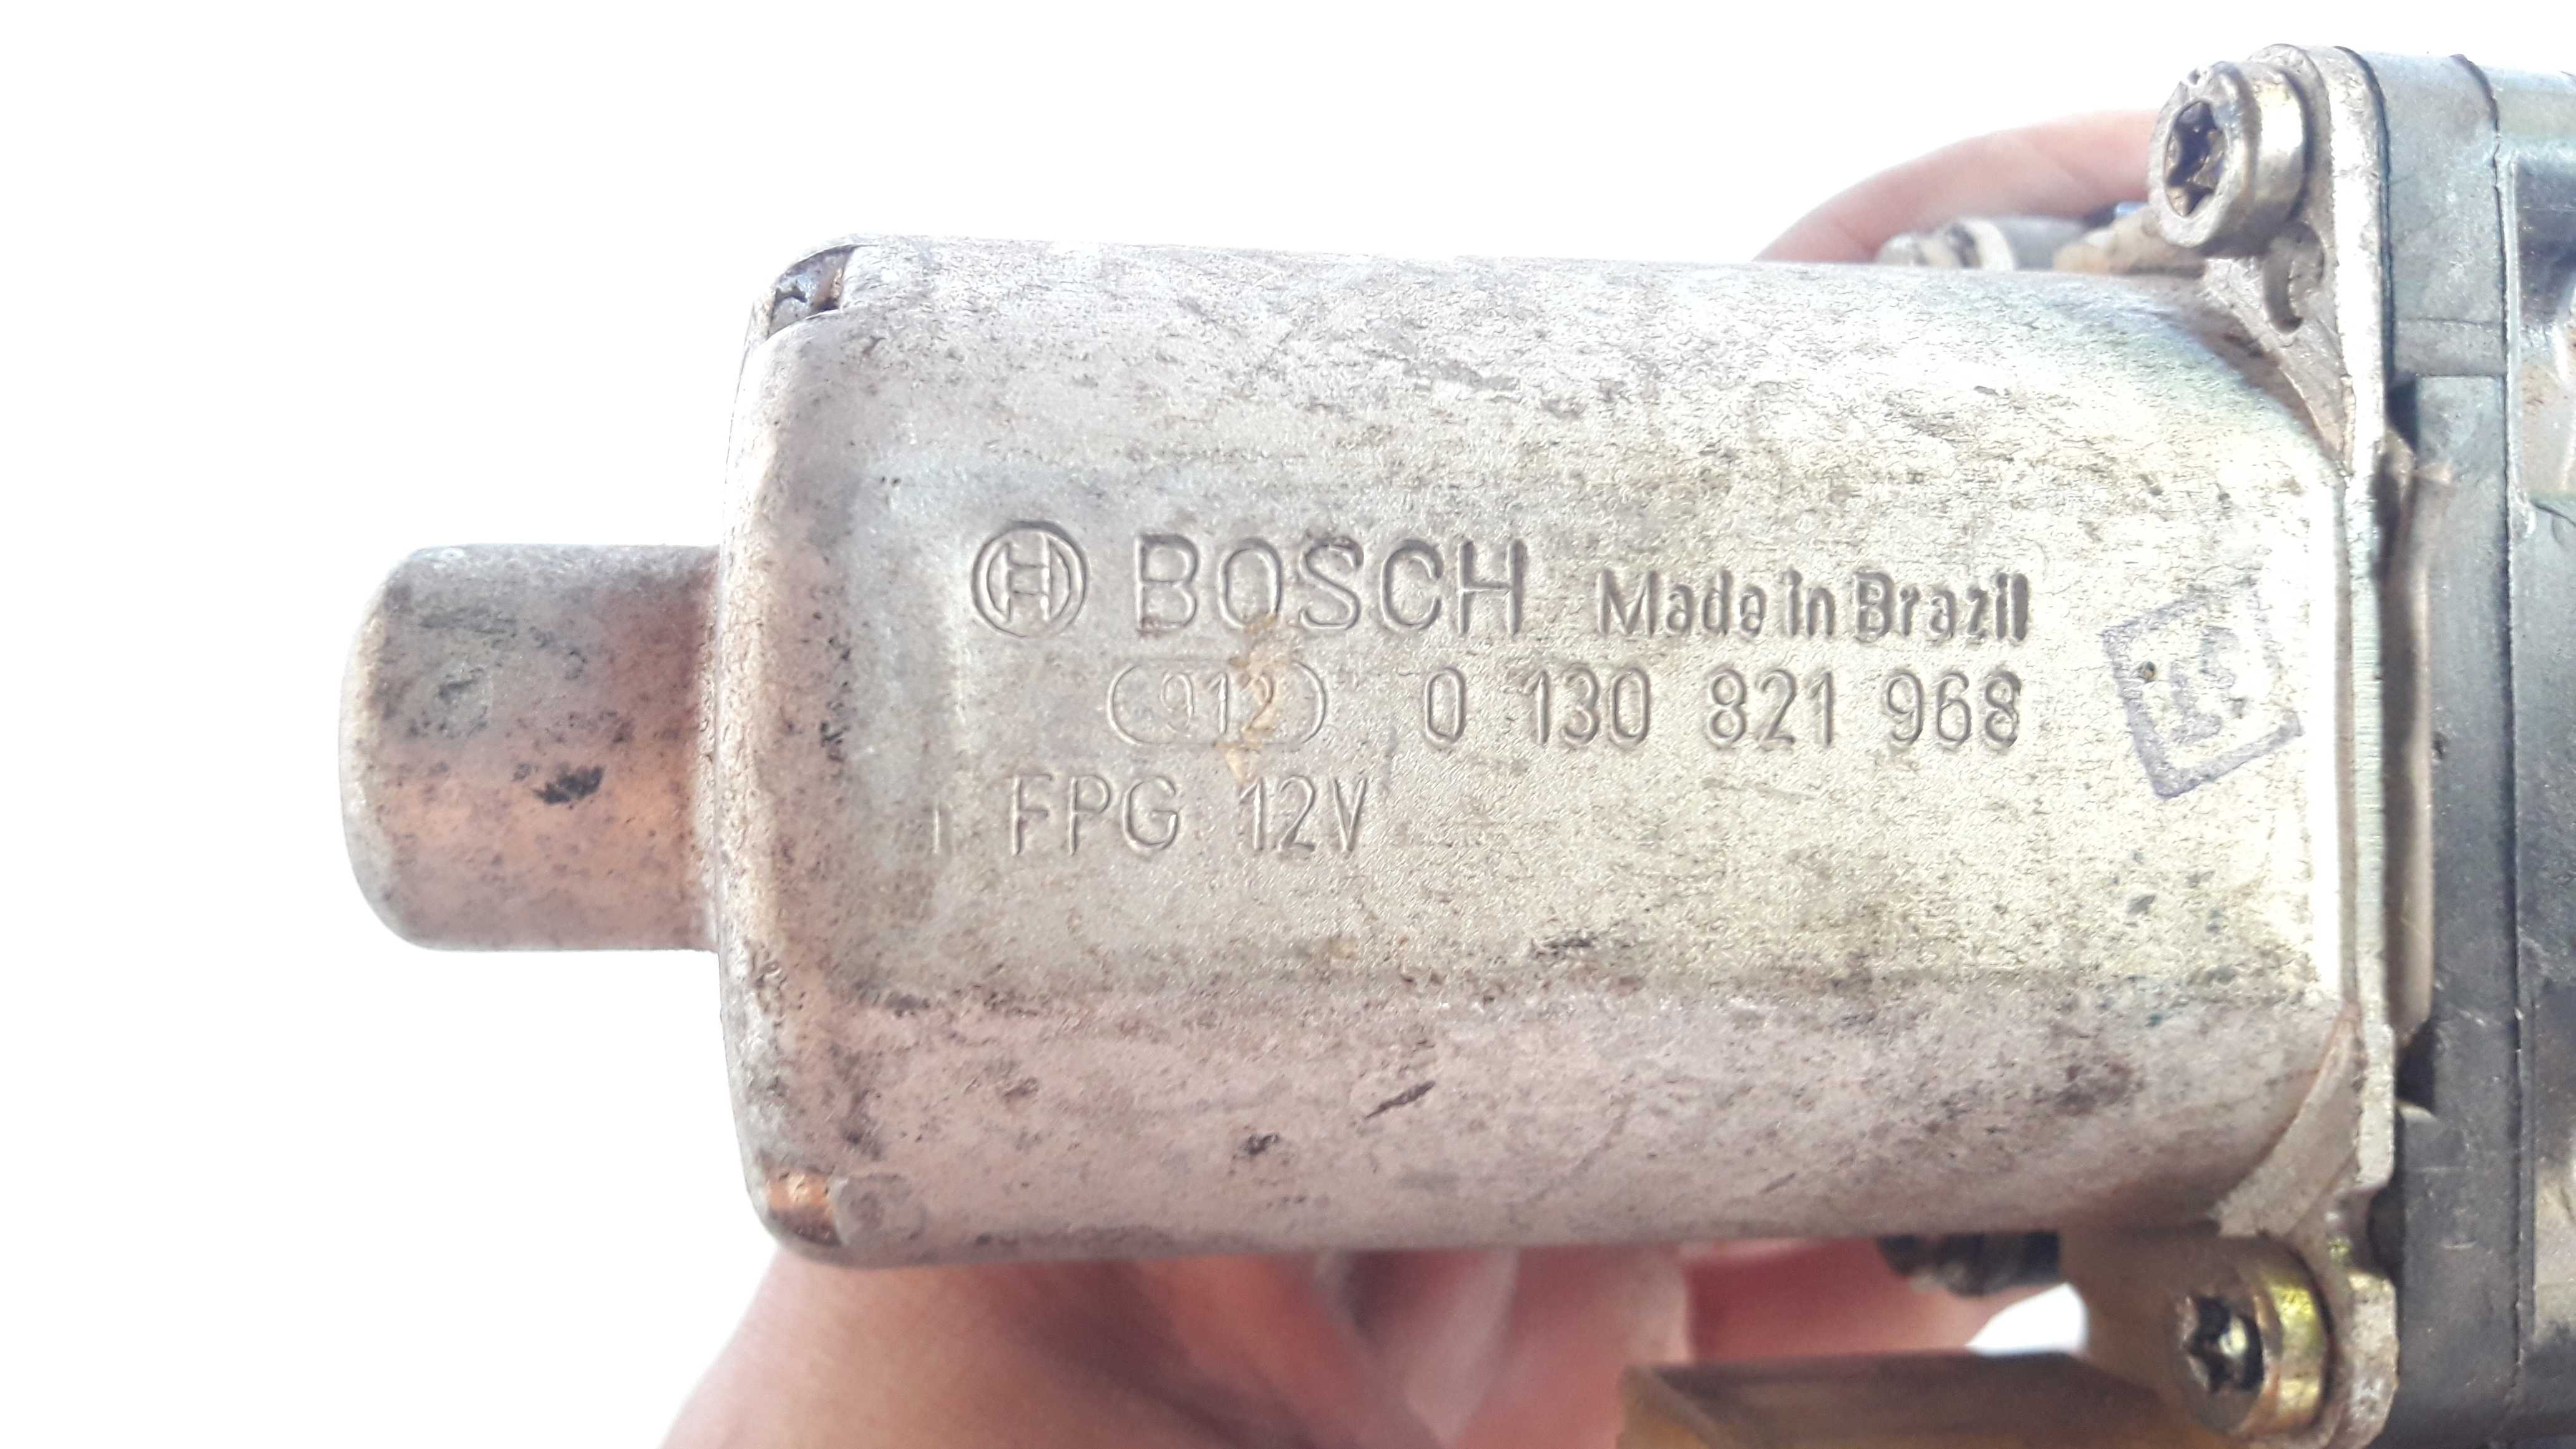 BOSCH Made in Brazil
912 0 130 821 968
FPG 12V